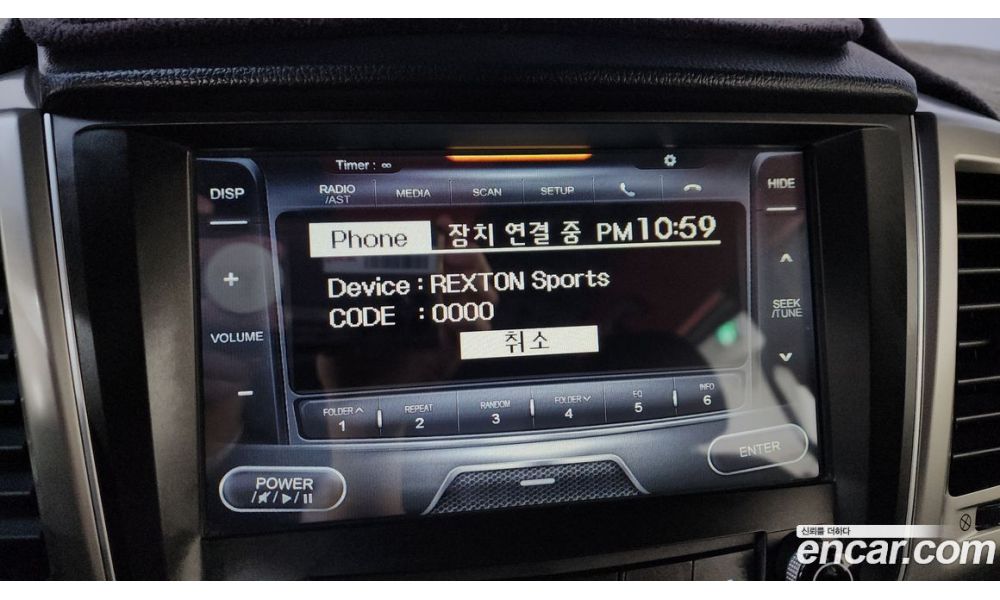 Timer : ∞
DISP
RADIO /AST
MEDIA
SCAN
SETUP
HIDE
Phone 장치 연결 중 PM 10:59
Device : REXTON Sports
CODE : 0000
취소
+
VOLUME
-
SEEK /TUNE
FOLDER ∧ 1
REPEAT 2
RANDOM 3
FOLDER ∨ 4
EQ 5
INFO 6
POWER
ENTER
신뢰를 더하다
encar.com